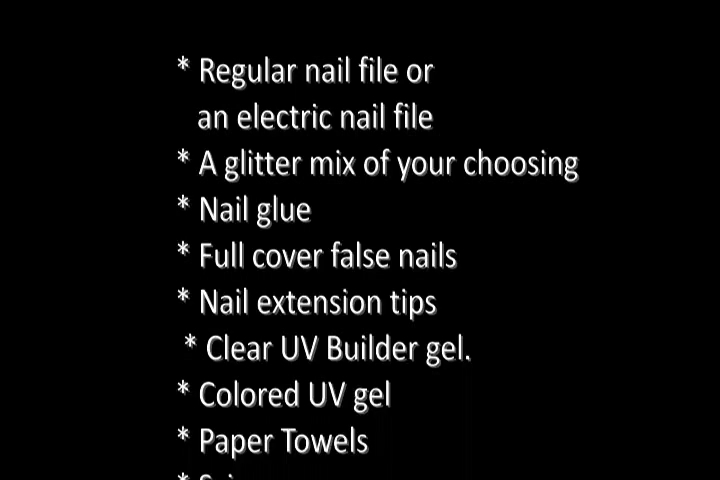 * Regular nail file or
an electric nail file
* A glitter mix of your choosing
* Nail glue
* Full cover false nails
* Nail extension tips
* Clear UV Builder gel.
* Colored UV gel
* Paper Towels
*